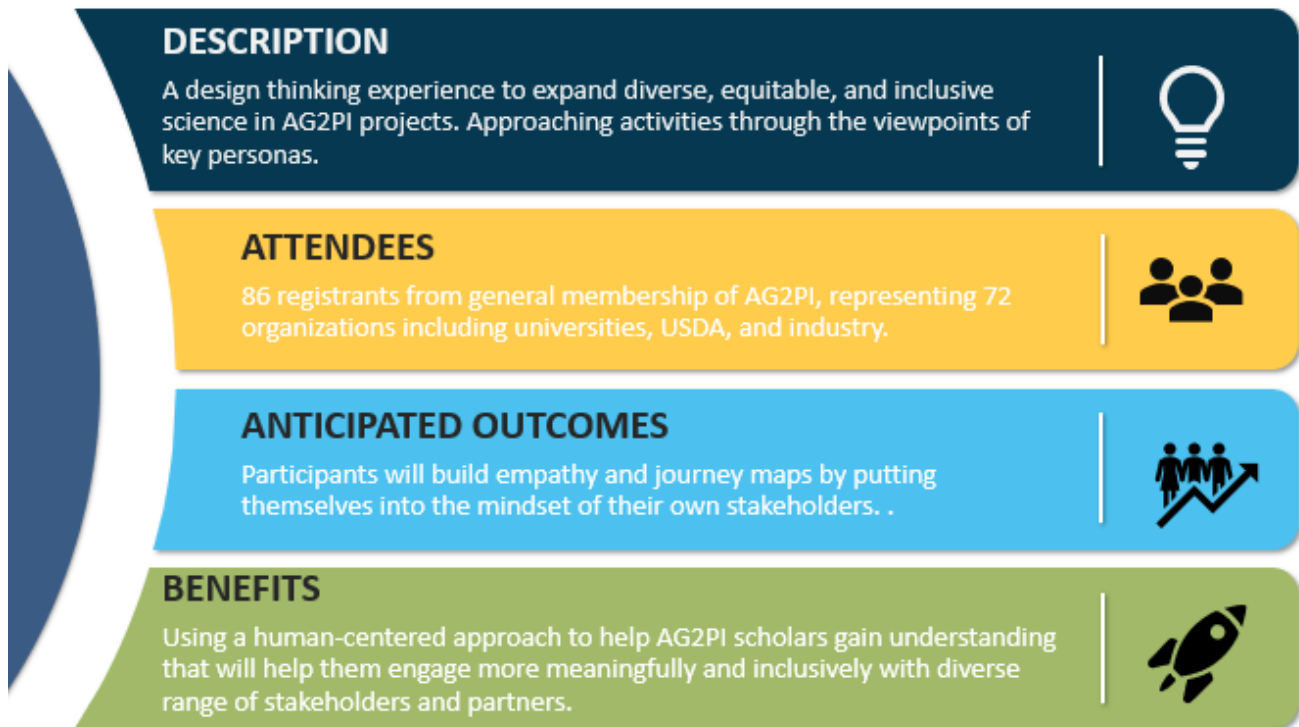 DESCRIPTION
A design thinking experience to expand diverse, equitable, and inclusive
science in AG2PI projects. Approaching activities through the viewpoints of
key personas.
ATTENDEES
86 registrants from general membership of AG2PI, representing 72
organizations including universities, USDA, and industry.
ANTICIPATED OUTCOMES
Participants will build empathy and journey maps by putting
themselves into the mindset of their own stakeholders. .
BENEFITS
Using a human-centered approach to help AG2PI scholars gain understanding
that will help them engage more meaningfully and inclusively with diverse
range of stakeholders and partners.